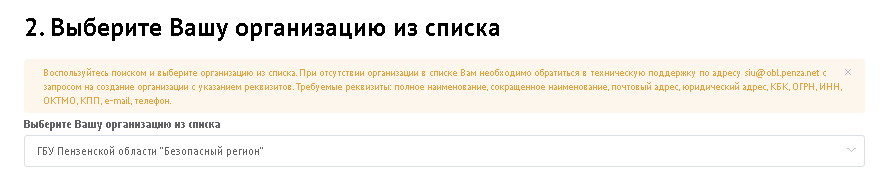 2. Выберите Вашу организацию из списка
Воспользуйтесь поиском и выберите организацию из списка. При отсутствии организации в списке Вам необходимо обратиться в техническую поддержку по адресу siu@obl.penza.net с
запросом на создание организации с указанием реквизитов. Требуемые реквизиты: полное наименование, сокращенное наименование, почтовый адрес, юридический адрес, КБК, ОГРН, ИНН,
ОКТМО, КПП, e-mail, телефон.
Выберите Вашу организацию из списка
ГБУ Пензенской области "Безопасный регион"